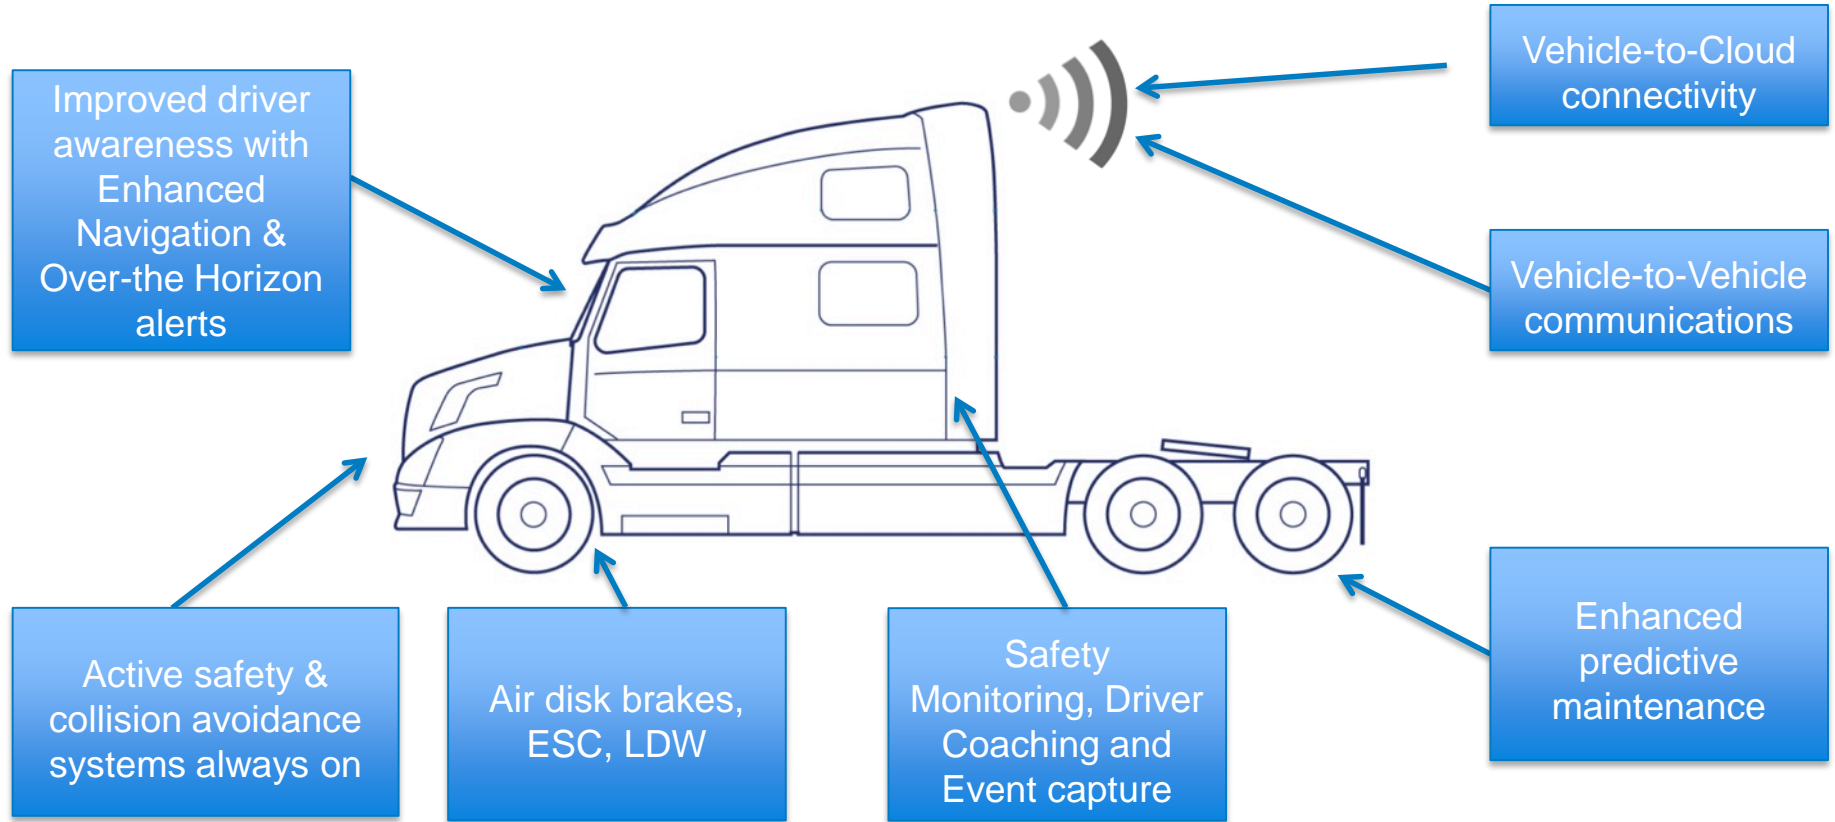 Improved driver
awareness with
Enhanced
Navigation &
Over-the Horizon
alerts
Vehicle-to-Cloud
connectivity
Vehicle-to-Vehicle
communications
Active safety &
collision avoidance
systems always on
Air disk brakes,
ESC, LDW
Safety
Monitoring, Driver
Coaching and
Event capture
Enhanced
predictive
maintenance